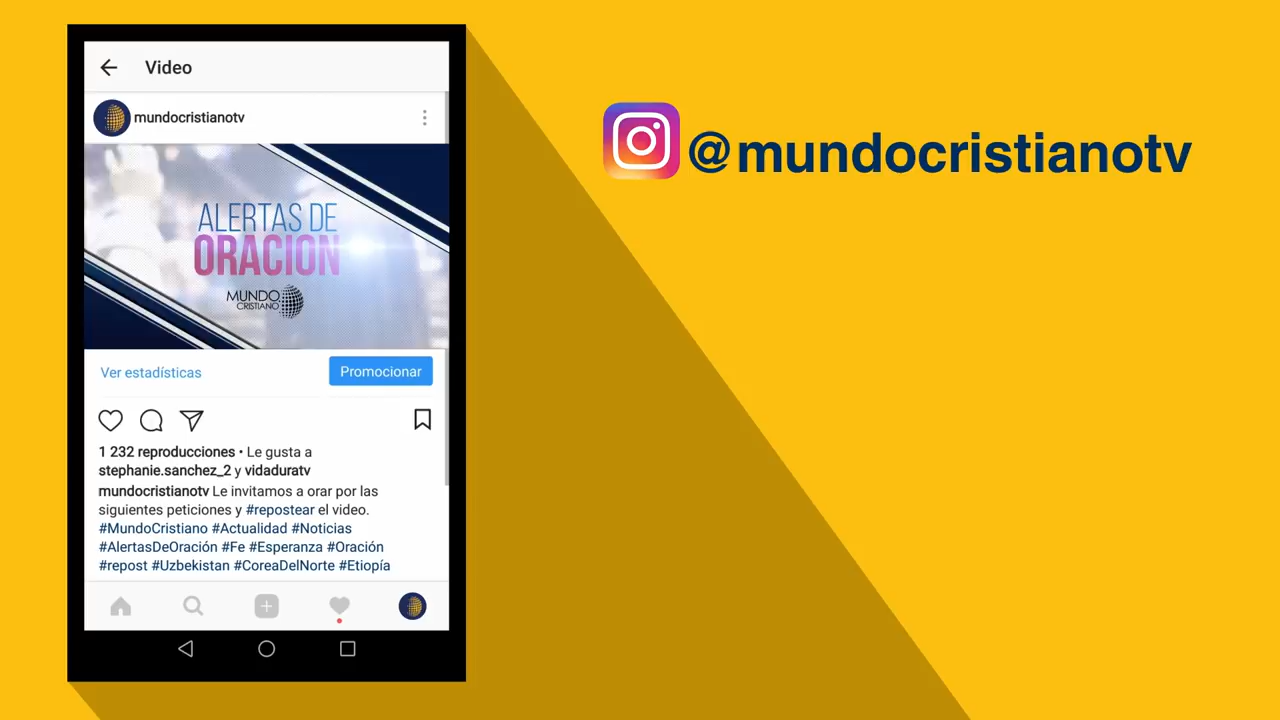 Video
mundocristianotv
ALERTAS DE
ORACION
MUNDO
CRISTIANO
Ver estadísticas
Promocionar
1 232 reproducciones • Le gusta a
stephanie.sanchez_2 y vidaduratv
mundocristianotv Le invitamos a orar por las
siguientes peticiones y #repostear el video.
#MundoCristiano #Actualidad #Noticias
#AlertasDeOración #Fe #Esperanza #Oración
#repost #Uzbekistan #CoreaDelNorte #Etiopía
@mundocristianotv